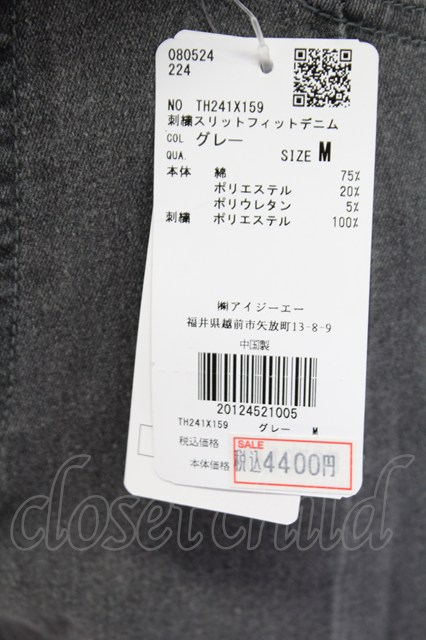 080524
224
NO TH241X159
刺繍スリットフィットデニム
COL グレー
QUA. SIZE M
本体 綿 75%
ポリエステル 20%
ポリウレタン 5%
刺繍 ポリエステル 100%
㈱アイジーエー
福井県越前市矢放町13-8-9
中国製
20124521005
TH241X159 グレー M
税込価格 SALE
本体価格 税込4400円
closet child